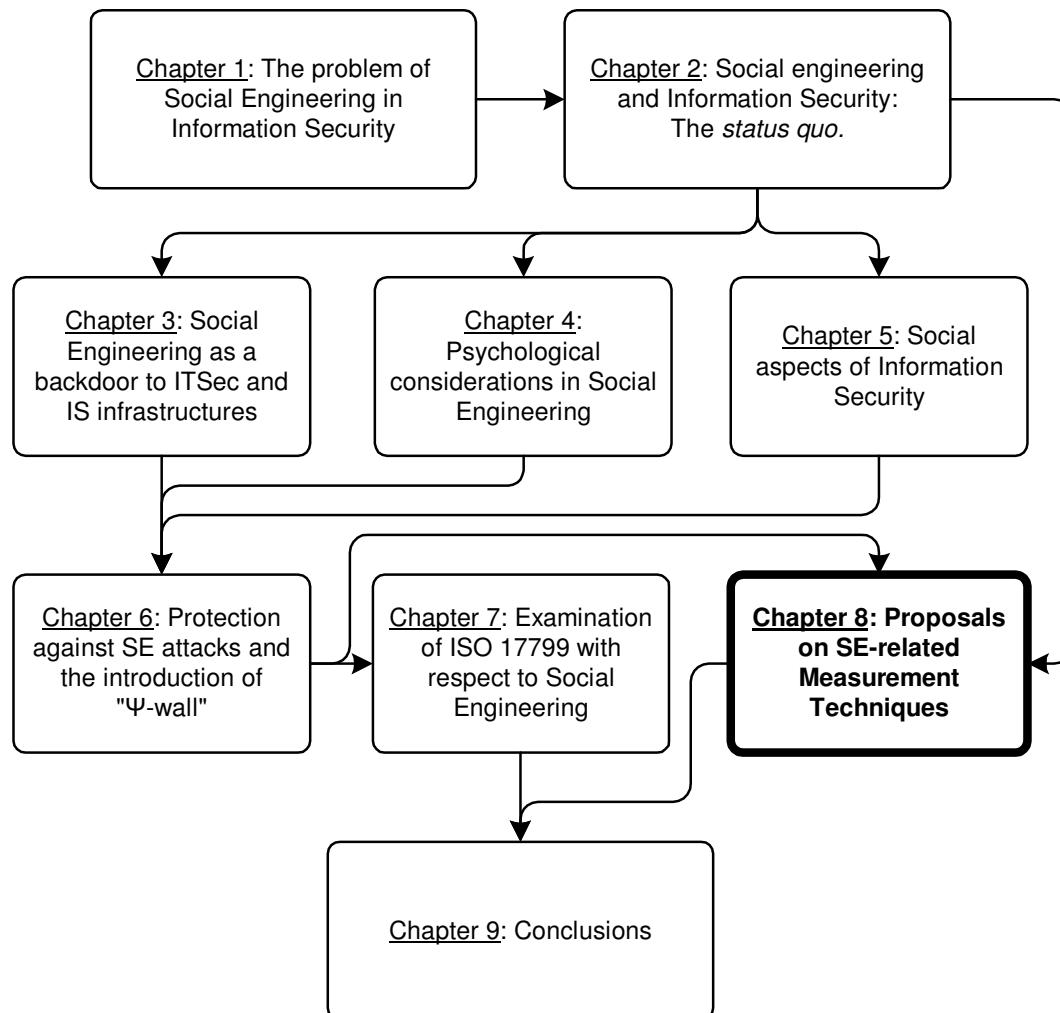 Chapter 1: The problem of
Social Engineering in
Information Security
Chapter 2: Social engineering
and Information Security:
The status quo.
Chapter 3: Social
Engineering as a
backdoor to ITSec and
IS infrastructures
Chapter 4:
Psychological
considerations in Social
Engineering
Chapter 5: Social
aspects of Information
Security
Chapter 6: Protection
against SE attacks and
the introduction of
"Ψ-wall"
Chapter 7: Examination
of ISO 17799 with
respect to Social
Engineering
Chapter 8: Proposals
on SE-related
Measurement
Techniques
Chapter 9: Conclusions